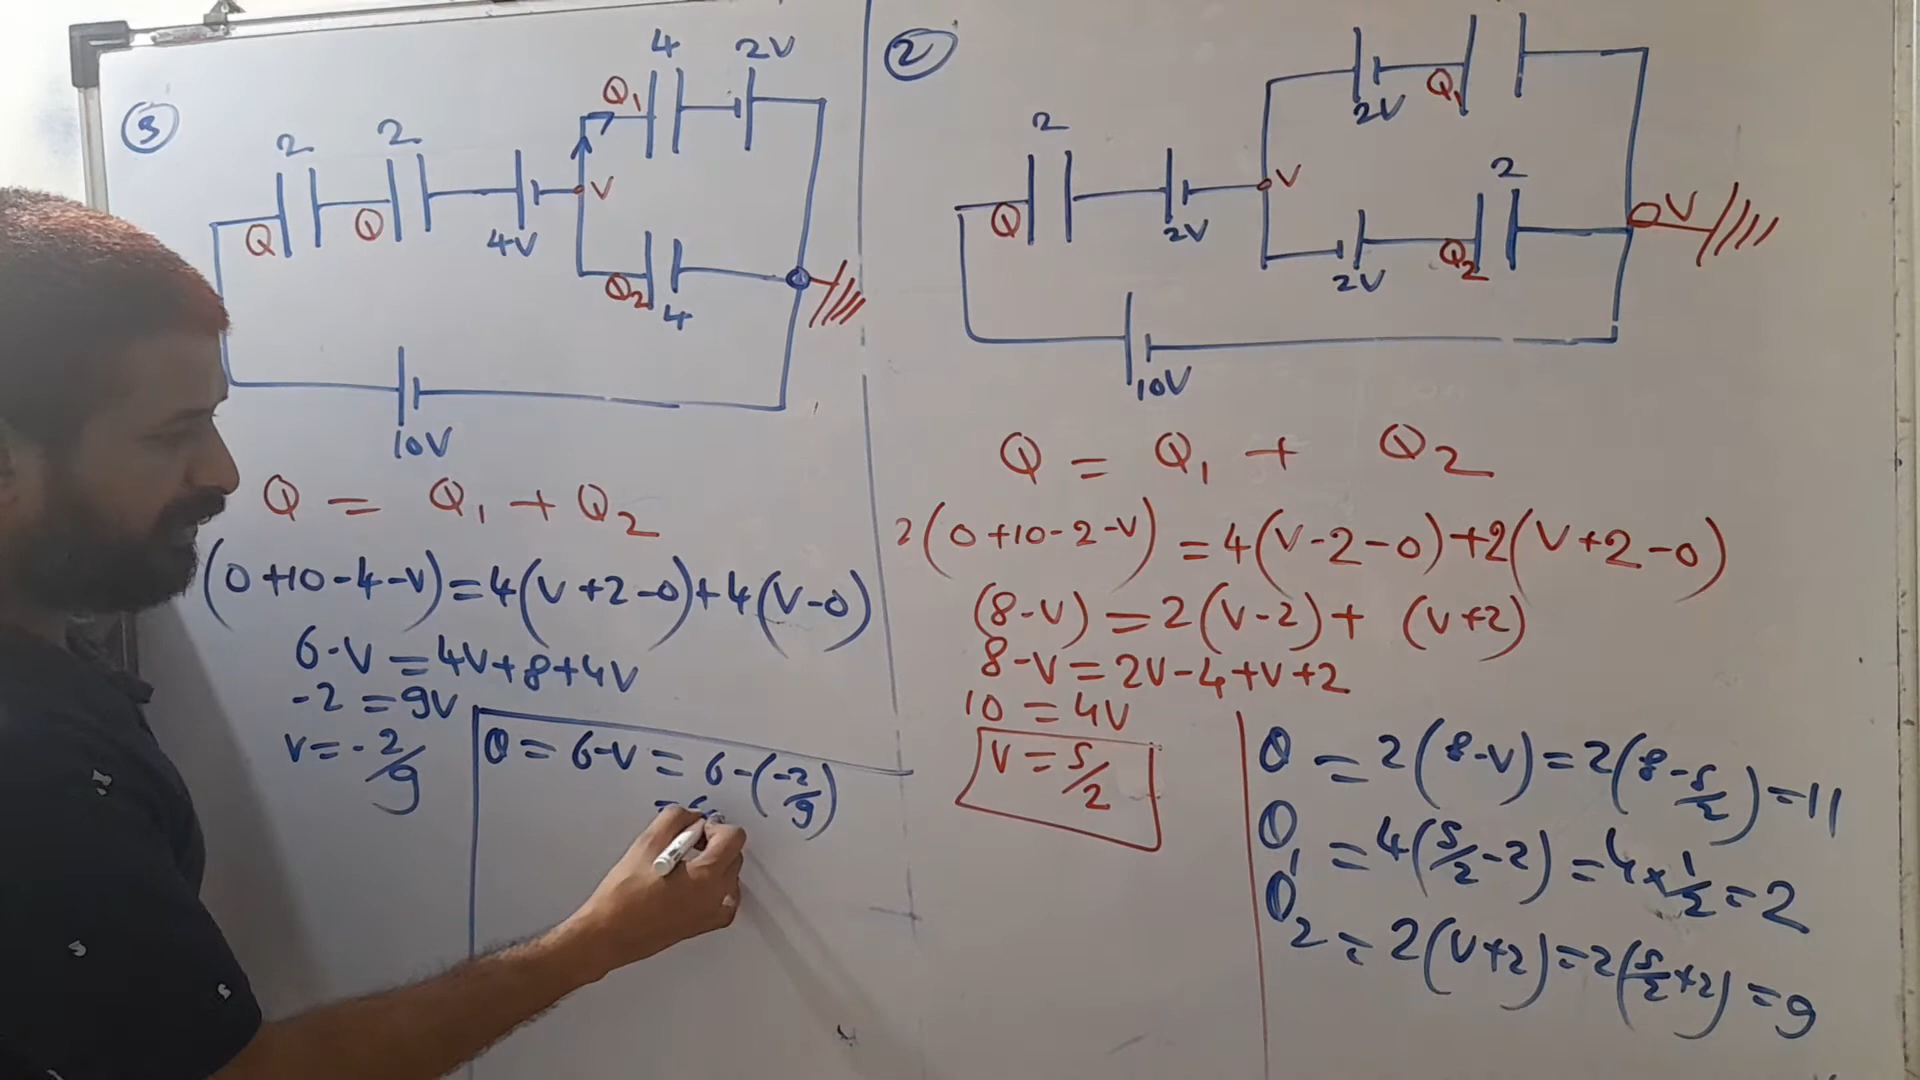 3
4 2V
Q1
2 2
Q Q 4V V
Q2 4
10V
Q = Q1 + Q2
(0+10-4-V)=4(V+2-0)+4(V-0)
6-V=4V+8+4V
-2=9V
V=-2/9
Q=6-V=6-(-2/9)
2
2V Q1
2 2
Q 2V V 2V Q2 0V
10V
Q = Q1 + Q2
2(0+10-2-V)=4(V-2-0)+2(V+2-0)
(8-V)=2(V-2)+(V+2)
8-V=2V-4+V+2
10=4V
V=5/2
Q=2(8-V)=2(8-5/2)=11
Q1=4(5/2-2)=4×1/2=2
Q2=2(V+2)=2(5/2+2)=9